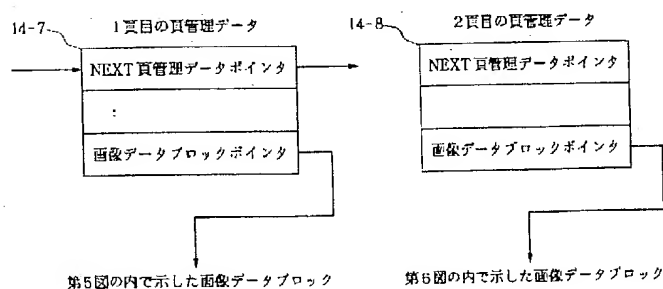 14-7
1頁目の頁管理データ
NEXT頁管理データポインタ
:
画像データブロックポインタ
第5図の内で示した画像データブロック
14-8
2頁目の頁管理データ
NEXT頁管理データポインタ
画像データブロックポインタ
第6図の内で示した画像データブロック